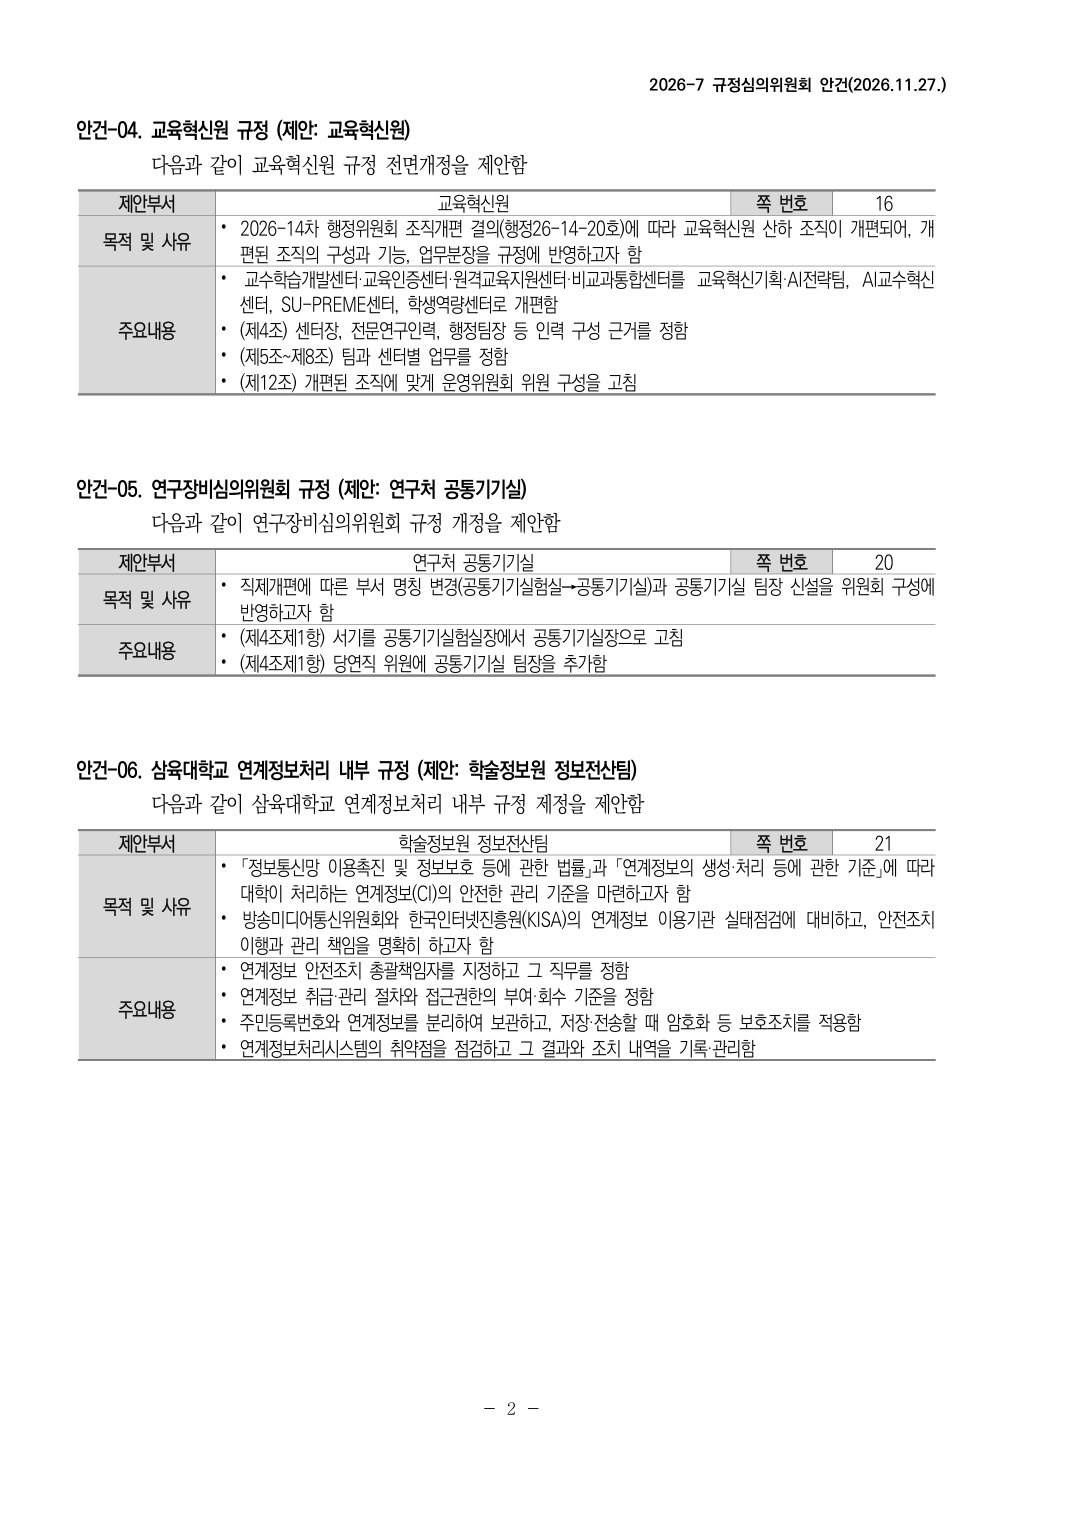 2026-7 규정심의위원회 안건(2026.11.27.)
안건-04. 교육혁신원 규정 (제안: 교육혁신원)
다음과 같이 교육혁신원 규정 전면개정을 제안함
제안부서 교육혁신원 쪽 번호 16
목적 및 사유
• 2026-14차 행정위원회 조직개편 결의(행정26-14-20호)에 따라 교육혁신원 산하 조직이 개편되어, 개
편된 조직의 구성과 기능, 업무분장을 규정에 반영하고자 함
주요내용
• 교수학습개발센터·교육인증센터·원격교육지원센터·비교과통합센터를 교육혁신기획·AI전략팀, AI교수혁신
센터, SU-PREME센터, 학생역량센터로 개편함
• (제4조) 센터장, 전문연구인력, 행정팀장 등 인력 구성 근거를 정함
• (제5조~제8조) 팀과 센터별 업무를 정함
• (제12조) 개편된 조직에 맞게 운영위원회 위원 구성을 고침
안건-05. 연구장비심의위원회 규정 (제안: 연구처 공통기기실)
다음과 같이 연구장비심의위원회 규정 개정을 제안함
제안부서 연구처 공통기기실 쪽 번호 20
목적 및 사유
• 직제개편에 따른 부서 명칭 변경(공통기기실험실→공통기기실)과 공통기기실 팀장 신설을 위원회 구성에
반영하고자 함
주요내용
• (제4조제1항) 서기를 공통기기실험실장에서 공통기기실장으로 고침
• (제4조제1항) 당연직 위원에 공통기기실 팀장을 추가함
안건-06. 삼육대학교 연계정보처리 내부 규정 (제안: 학술정보원 정보전산팀)
다음과 같이 삼육대학교 연계정보처리 내부 규정 제정을 제안함
제안부서 학술정보원 정보전산팀 쪽 번호 21
목적 및 사유
• 「정보통신망 이용촉진 및 정보보호 등에 관한 법률」과 「연계정보의 생성·처리 등에 관한 기준」에 따라
대학이 처리하는 연계정보(CI)의 안전한 관리 기준을 마련하고자 함
• 방송미디어통신위원회와 한국인터넷진흥원(KISA)의 연계정보 이용기관 실태점검에 대비하고, 안전조치
이행과 관리 책임을 명확히 하고자 함
주요내용
• 연계정보 안전조치 총괄책임자를 지정하고 그 직무를 정함
• 연계정보 취급·관리 절차와 접근권한의 부여·회수 기준을 정함
• 주민등록번호와 연계정보를 분리하여 보관하고, 저장·전송할 때 암호화 등 보호조치를 적용함
• 연계정보처리시스템의 취약점을 점검하고 그 결과와 조치 내역을 기록·관리함
- 2 -